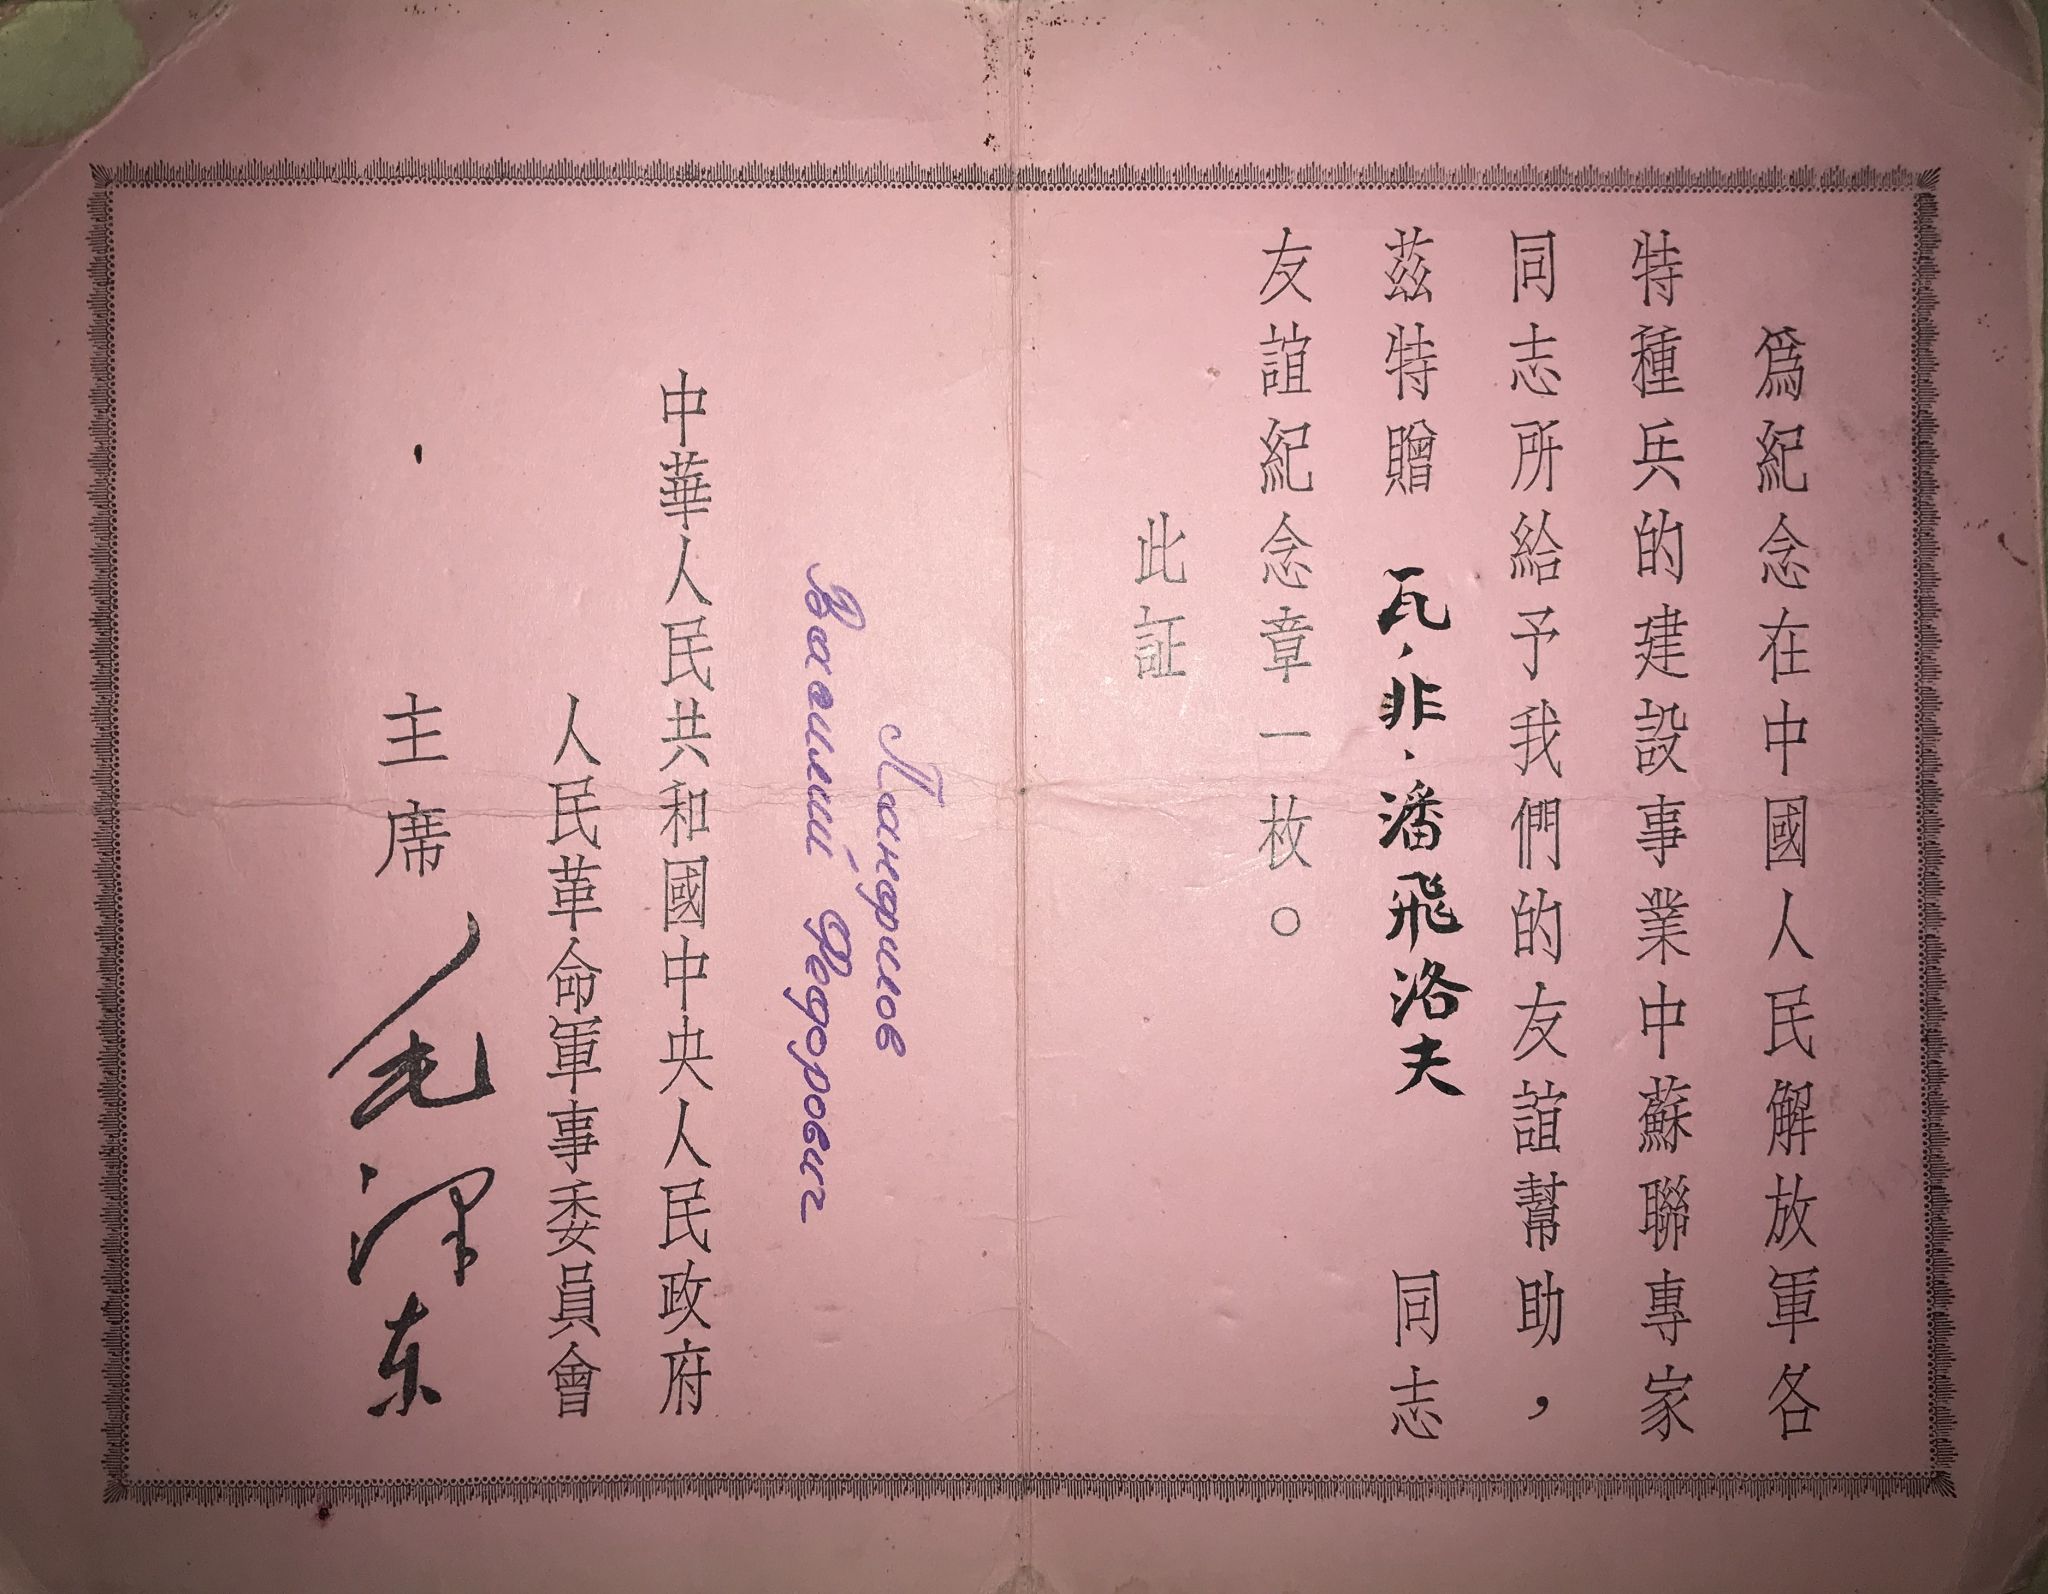 爲紀念在中國人民解放軍各
特種兵的建設事業中蘇聯專家
同志所給予我們的友誼幫助，
茲特贈 瓦·非·潘飛洛夫 同志
友誼紀念章一枚。
此証
Панфилов
Василий Федорович
中華人民共和國中央人民政府
人民革命軍事委員會
主席 毛澤东